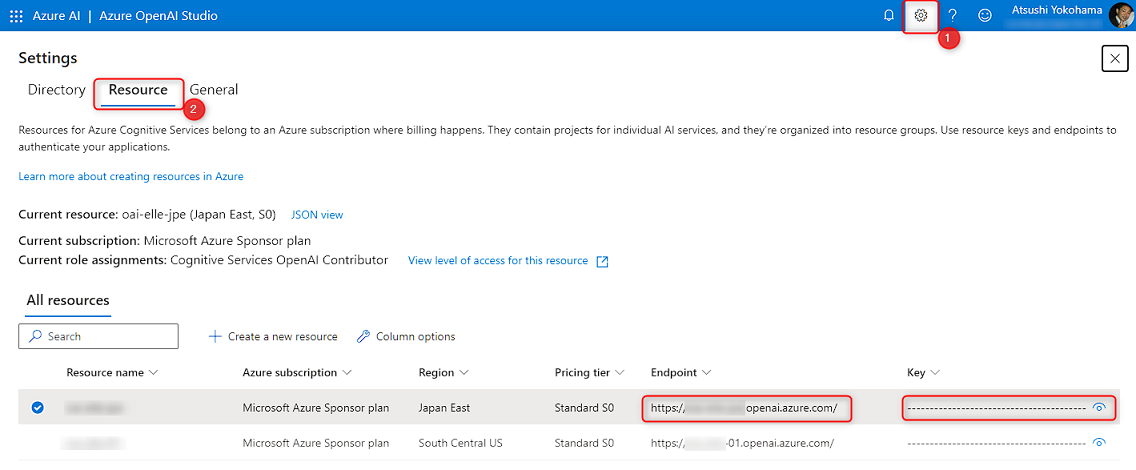 Azure AI | Azure OpenAI Studio
Atsushi Yokohama
1
Settings
Directory Resource General
2
Resources for Azure Cognitive Services belong to an Azure subscription where billing happens. They contain projects for individual AI services, and they're organized into resource groups. Use resource keys and endpoints to
authenticate your applications.
Learn more about creating resources in Azure
Current resource: oai-elle-jpe (Japan East, S0) JSON view
Current subscription: Microsoft Azure Sponsor plan
Current role assignments: Cognitive Services OpenAI Contributor View level of access for this resource
All resources
Search Create a new resource Column options
Resource name Azure subscription Region Pricing tier Endpoint Key
Microsoft Azure Sponsor plan Japan East Standard S0 https:/ openai.azure.com/ ----------------------------------------
Microsoft Azure Sponsor plan South Central US Standard S0 https:/ -01.openai.azure.com/ ----------------------------------------